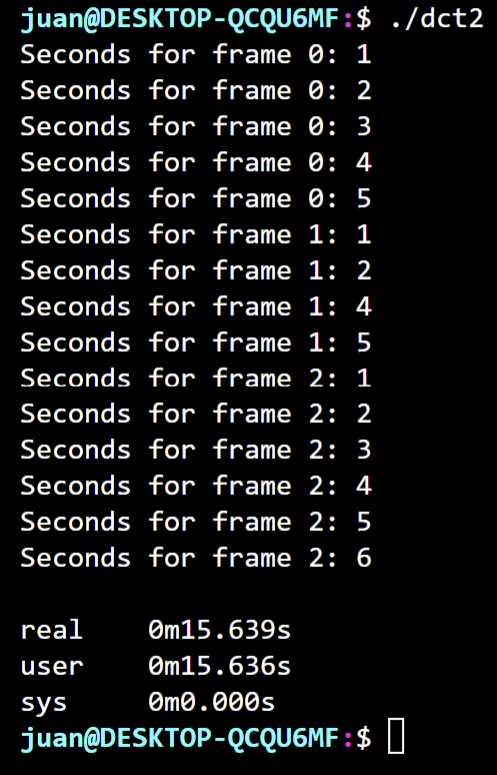 juan@DESKTOP-QCQU6MF:$ ./dct2
Seconds for frame 0: 1
Seconds for frame 0: 2
Seconds for frame 0: 3
Seconds for frame 0: 4
Seconds for frame 0: 5
Seconds for frame 1: 1
Seconds for frame 1: 2
Seconds for frame 1: 4
Seconds for frame 1: 5
Seconds for frame 2: 1
Seconds for frame 2: 2
Seconds for frame 2: 3
Seconds for frame 2: 4
Seconds for frame 2: 5
Seconds for frame 2: 6
real 0m15.639s
user 0m15.636s
sys 0m0.000s
juan@DESKTOP-QCQU6MF:$